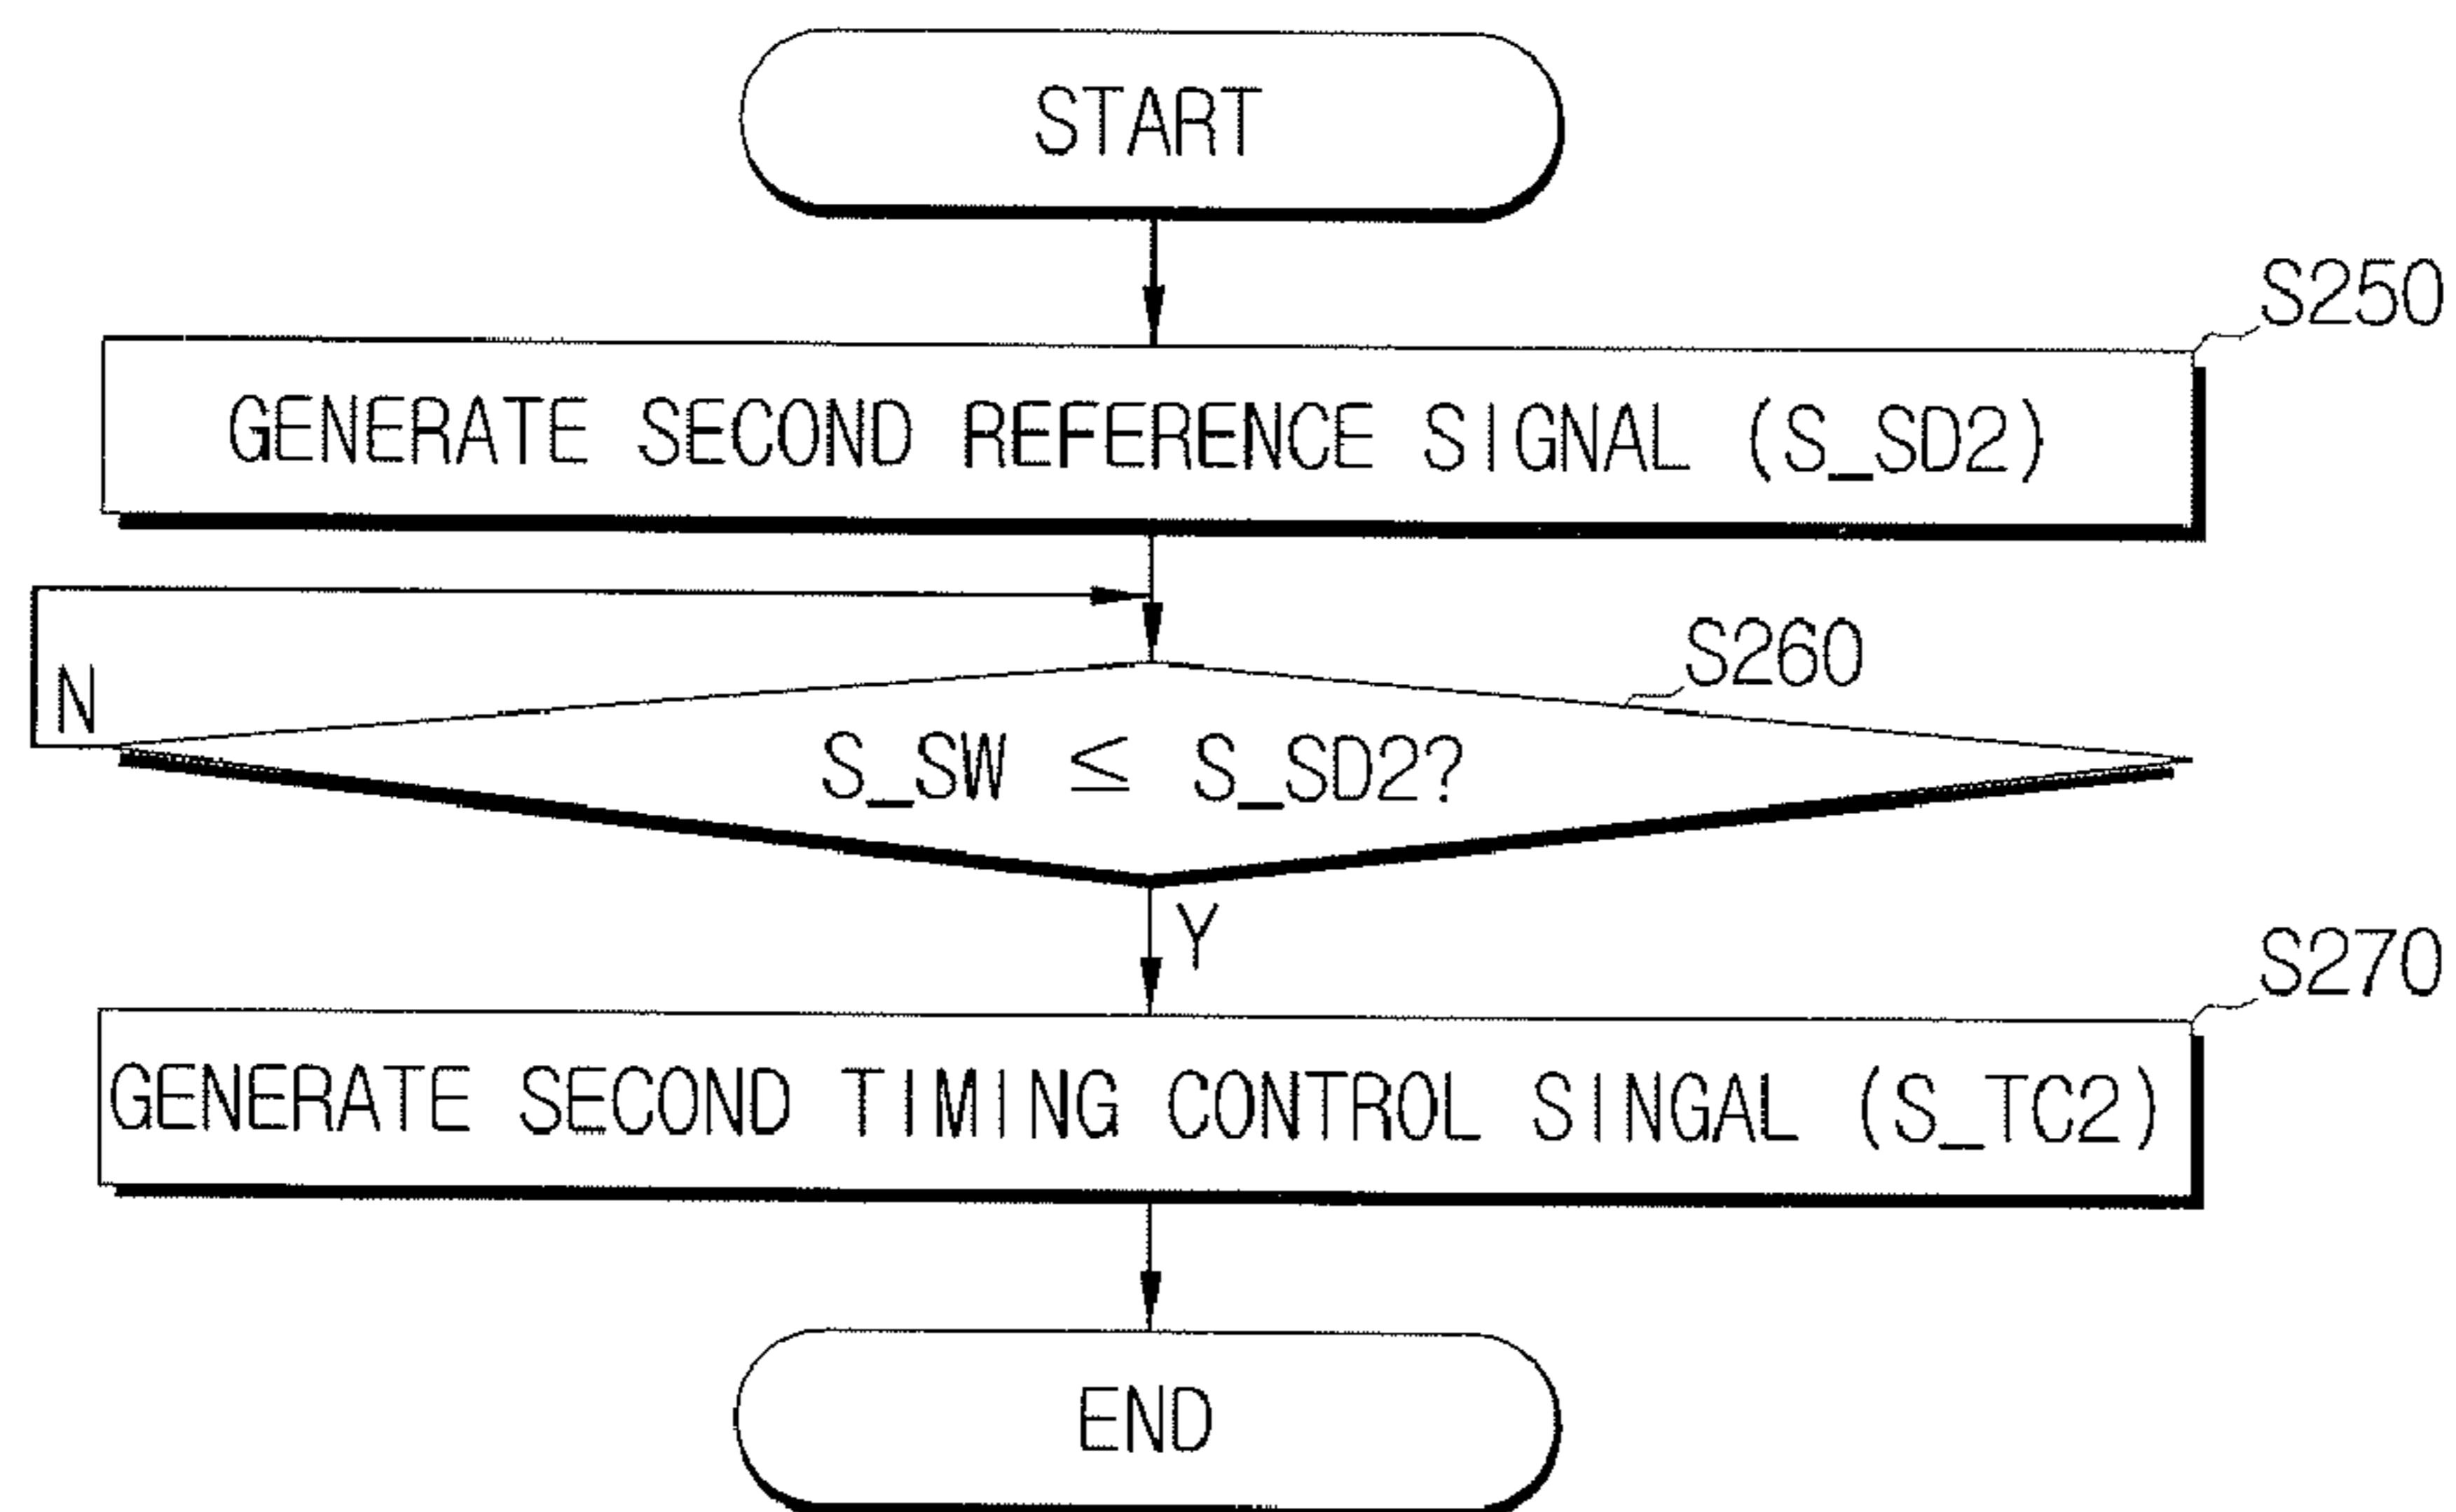 START
S250
GENERATE SECOND REFERENCE SIGNAL (S_SD2)
N
S260
S_SW ≤ S_SD2?
Y
S270
GENERATE SECOND TIMING CONTROL SINGAL (S_TC2)
END